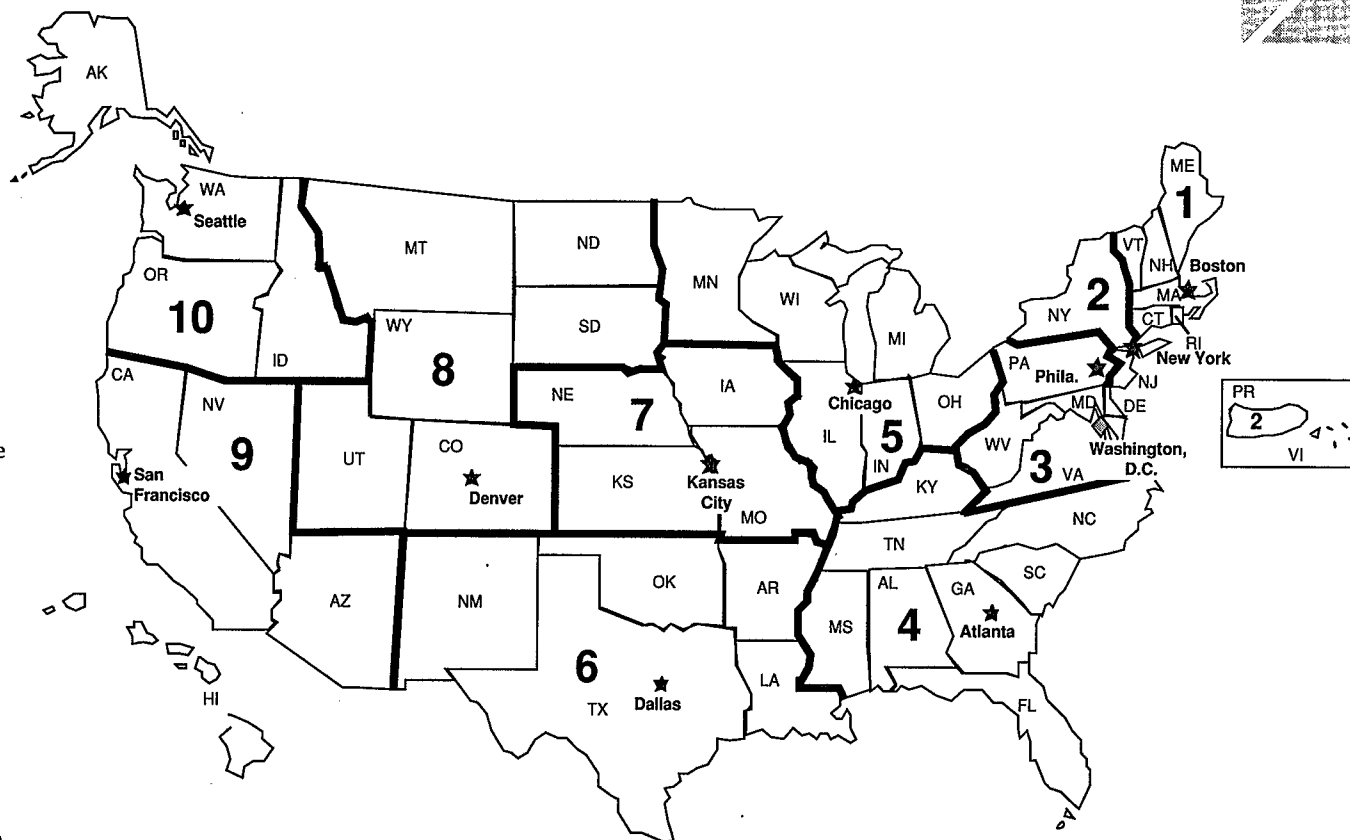 AK
WA
Seattle
OR
10
ID
MT
ND
SD
WY
8
MN
WI
MI
IA
NE
7
CA
NV
9
San
Francisco
UT
CO
Denver
KS
Kansas
City
MO
Chicago
IL
5
IN
OH
KY
WV
3
VA
PA
Phila.
MD
DE
NJ
Washington,
D.C.
NY
2
New York
ME
1
VT
NH
Boston
MA
CT
RI
PR
2
VI
AZ
NM
OK
AR
TX
6
Dallas
LA
MS
AL
4
GA
Atlanta
TN
NC
SC
FL
HI
e